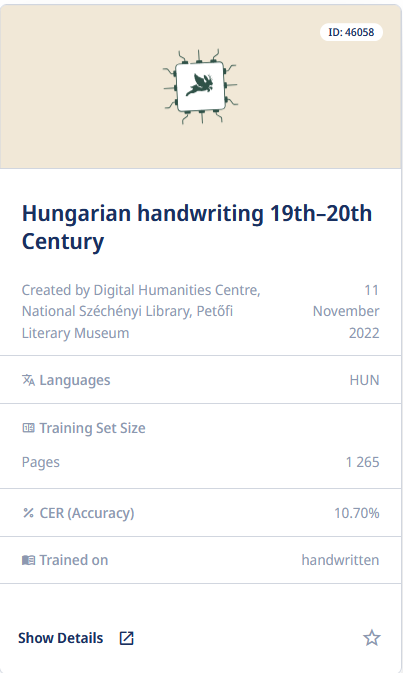 ID: 46058
Hungarian handwriting 19th–20th
Century
Created by Digital Humanities Centre,
National Széchényi Library, Petőfi
Literary Museum
11
November
2022
Languages HUN
Training Set Size
Pages 1 265
CER (Accuracy) 10.70%
Trained on handwritten
Show Details